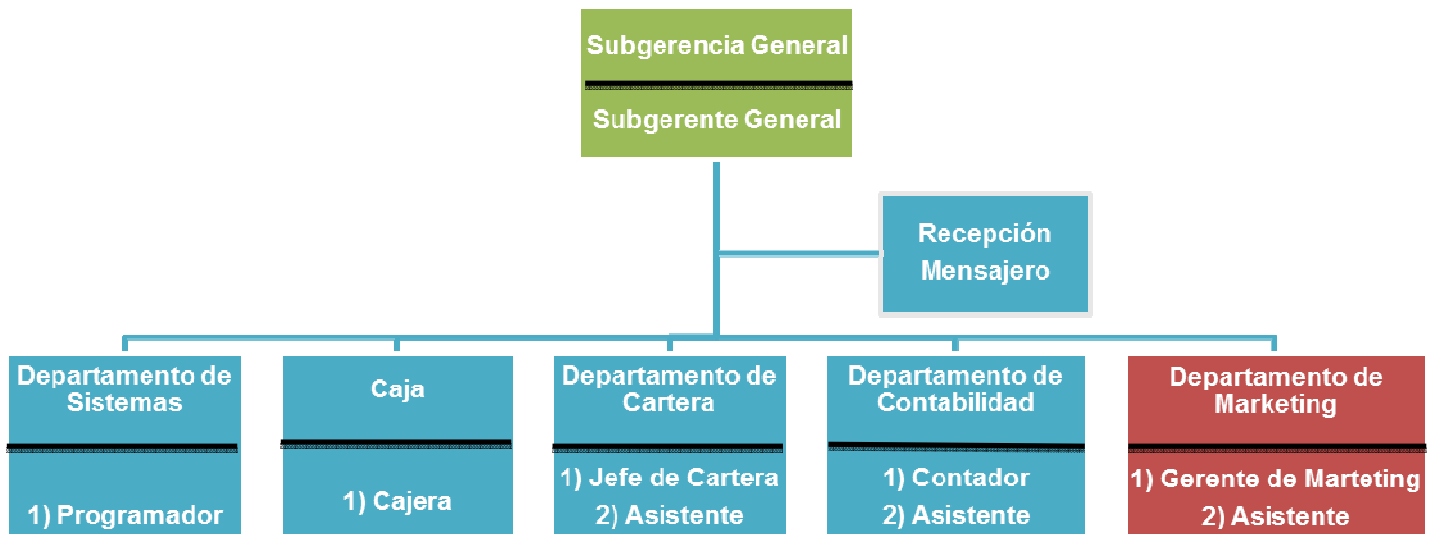 Subgerencia General
Subgerente General
Recepción
Mensajero
Departamento de
Sistemas
1) Programador
Caja
1) Cajera
Departamento de
Cartera
1) Jefe de Cartera
2) Asistente
Departamento de
Contabilidad
1) Contador
2) Asistente
Departamento de
Marketing
1) Gerente de Marteting
2) Asistente